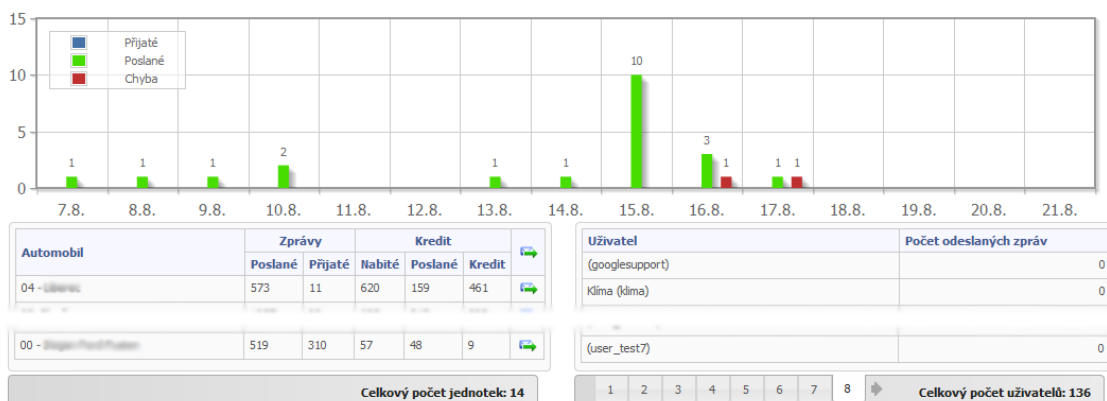 15
Přijaté
Poslané
Chyba
10
10
5
3
2
1 1 1 1 1 1 1 1
0
7.8. 8.8. 9.8. 10.8. 11.8. 12.8. 13.8. 14.8. 15.8. 16.8. 17.8. 18.8. 19.8. 20.8. 21.8.
Automobil Zprávy Kredit
Poslané Přijaté Nabité Poslané Kredit
04 - 573 11 620 159 461
00 - 519 310 57 48 9
Celkový počet jednotek: 14
Uživatel Počet odeslaných zpráv
(googlesupport) 0
Klíma (klima) 0
(user_test7) 0
1 2 3 4 5 6 7 8 Celkový počet uživatelů: 136